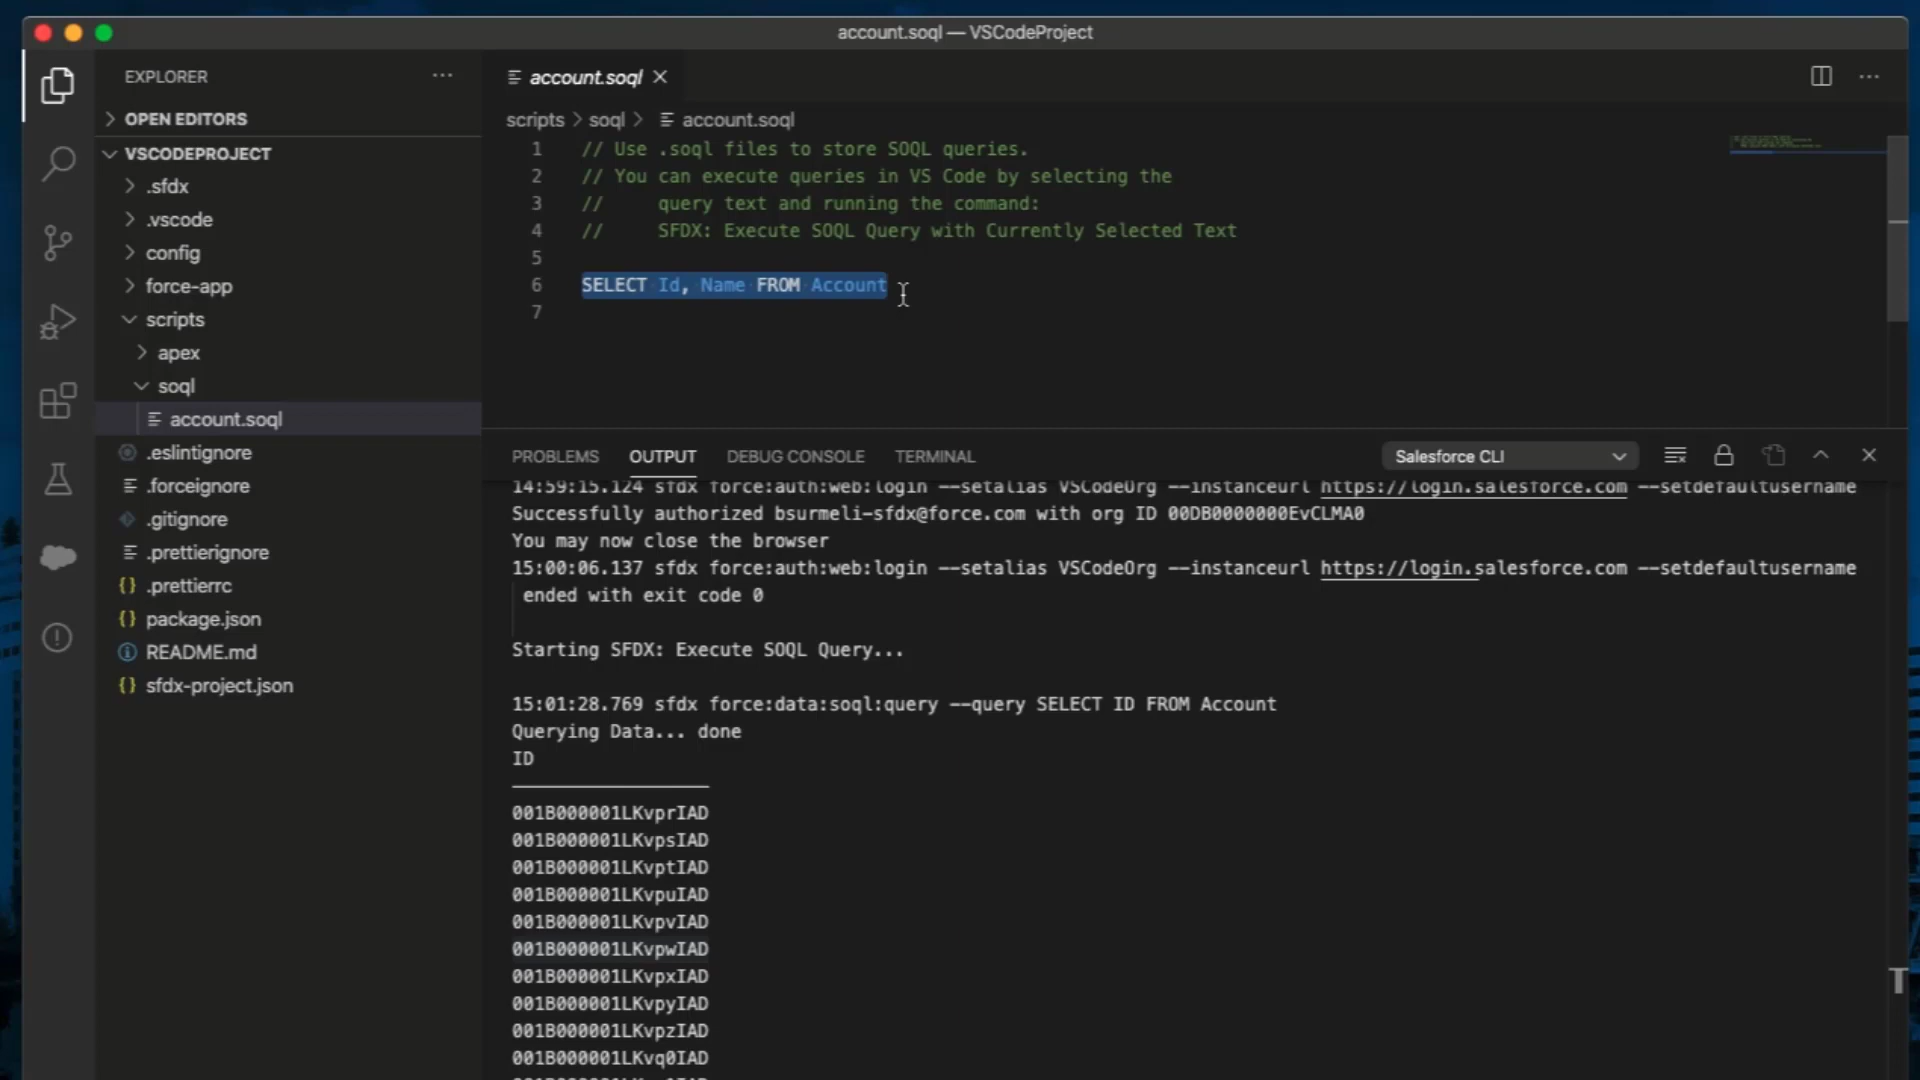 account.soql — VSCodeProject
EXPLORER
OPEN EDITORS
VSCODEPROJECT
.sfdx
.vscode
config
force-app
scripts
apex
soql
account.soql
.eslintignore
.forceignore
.gitignore
.prettierignore
.prettierrc
package.json
README.md
sfdx-project.json
account.soql
scripts > soql > account.soql
1 // Use .soql files to store SOQL queries.
2 // You can execute queries in VS Code by selecting the
3 //     query text and running the command:
4 //     SFDX: Execute SOQL Query with Currently Selected Text
5
6 SELECT Id, Name FROM Account
7
PROBLEMS OUTPUT DEBUG CONSOLE TERMINAL Salesforce CLI
14:59:15.124 sfdx force:auth:web:login --setalias VSCodeOrg --instanceurl https://login.salesforce.com --setdefaultusername
Successfully authorized bsurmeli-sfdx@force.com with org ID 00DB0000000EvCLMA0
You may now close the browser
15:00:06.137 sfdx force:auth:web:login --setalias VSCodeOrg --instanceurl https://login.salesforce.com --setdefaultusername
ended with exit code 0
Starting SFDX: Execute SOQL Query...
15:01:28.769 sfdx force:data:soql:query --query SELECT ID FROM Account
Querying Data... done
ID
001B000001LKvprIAD
001B000001LKvpsIAD
001B000001LKvptIAD
001B000001LKvpuIAD
001B000001LKvpvIAD
001B000001LKvpwIAD
001B000001LKvpxIAD
001B000001LKvpyIAD
001B000001LKvpzIAD
001B000001LKvq0IAD